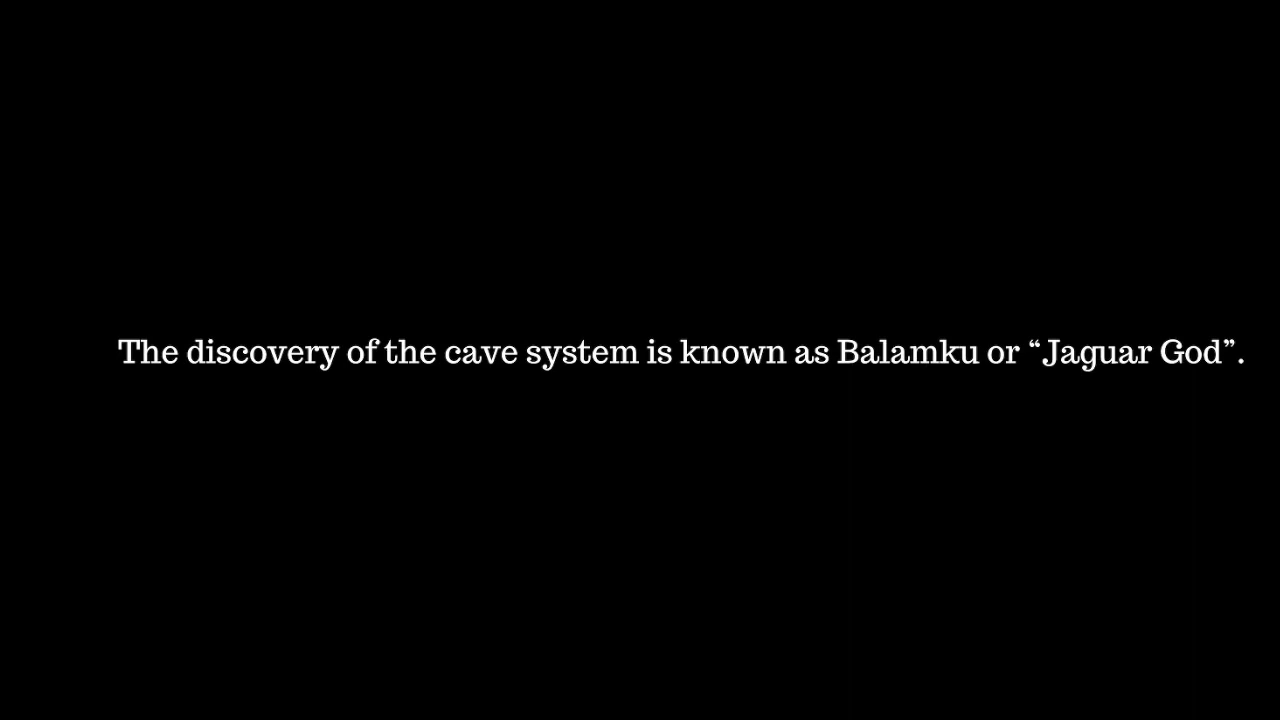 The discovery of the cave system is known as Balamku or “Jaguar God”.